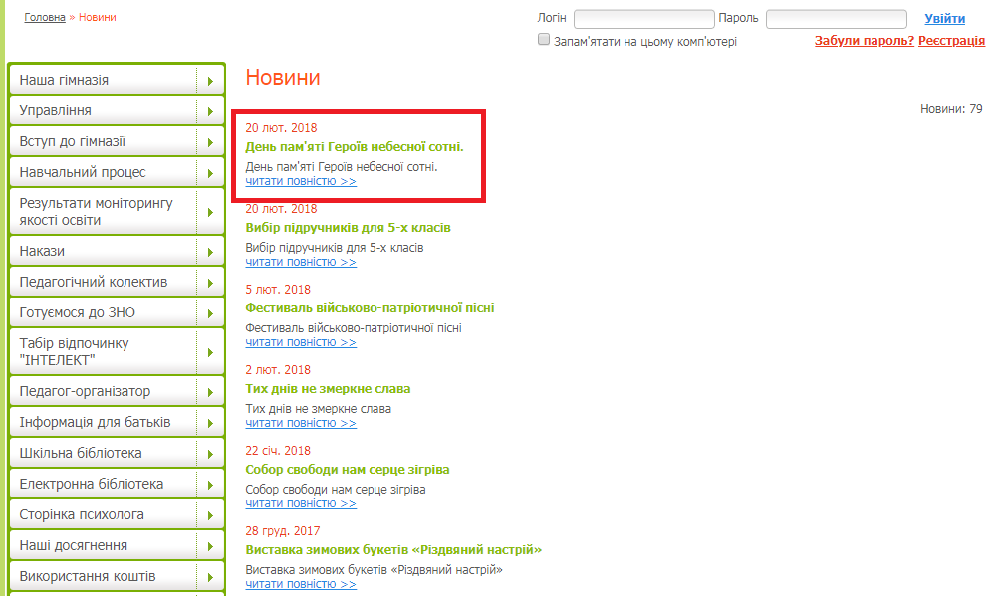 Головна » Новини
Логін
Пароль
Увійти
Запам'ятати на цьому комп'ютері
Забули пароль? Реєстрація
Наша гімназія
Управління
Вступ до гімназії
Навчальний процес
Результати моніторингу
якості освіти
Накази
Педагогічний колектив
Готуємося до ЗНО
Табір відпочинку
"ІНТЕЛЕКТ"
Педагог-організатор
Інформація для батьків
Шкільна бібліотека
Електронна бібліотека
Сторінка психолога
Наші досягнення
Використання коштів
Новини
Новини: 79
20 лют. 2018
День пам'яті Героїв небесної сотні.
День пам'яті Героїв небесної сотні.
читати повністю >>
20 лют. 2018
Вибір підручників для 5-х класів
Вибір підручників для 5-х класів
читати повністю >>
5 лют. 2018
Фестиваль військово-патріотичної пісні
Фестиваль військово-патріотичної пісні
читати повністю >>
2 лют. 2018
Тих днів не змеркне слава
Тих днів не змеркне слава
читати повністю >>
22 січ. 2018
Собор свободи нам серце зігріва
Собор свободи нам серце зігріва
читати повністю >>
28 груд. 2017
Виставка зимових букетів «Різдвяний настрій»
Виставка зимових букетів «Різдвяний настрій»
читати повністю >>